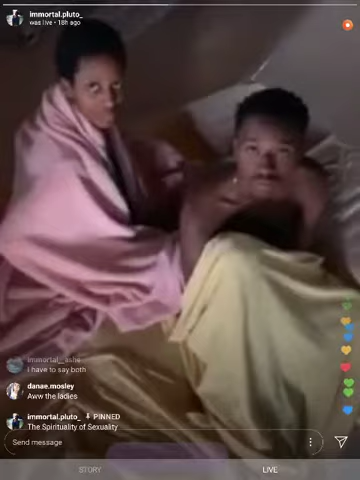 immortal.pluto_
was live • 18h ago
immortal__ashé
I have to say both
danae.mosley
Aww the ladies
immortal.pluto_ PINNED
The Spirituality of Sexuality
Send message
STORY LIVE